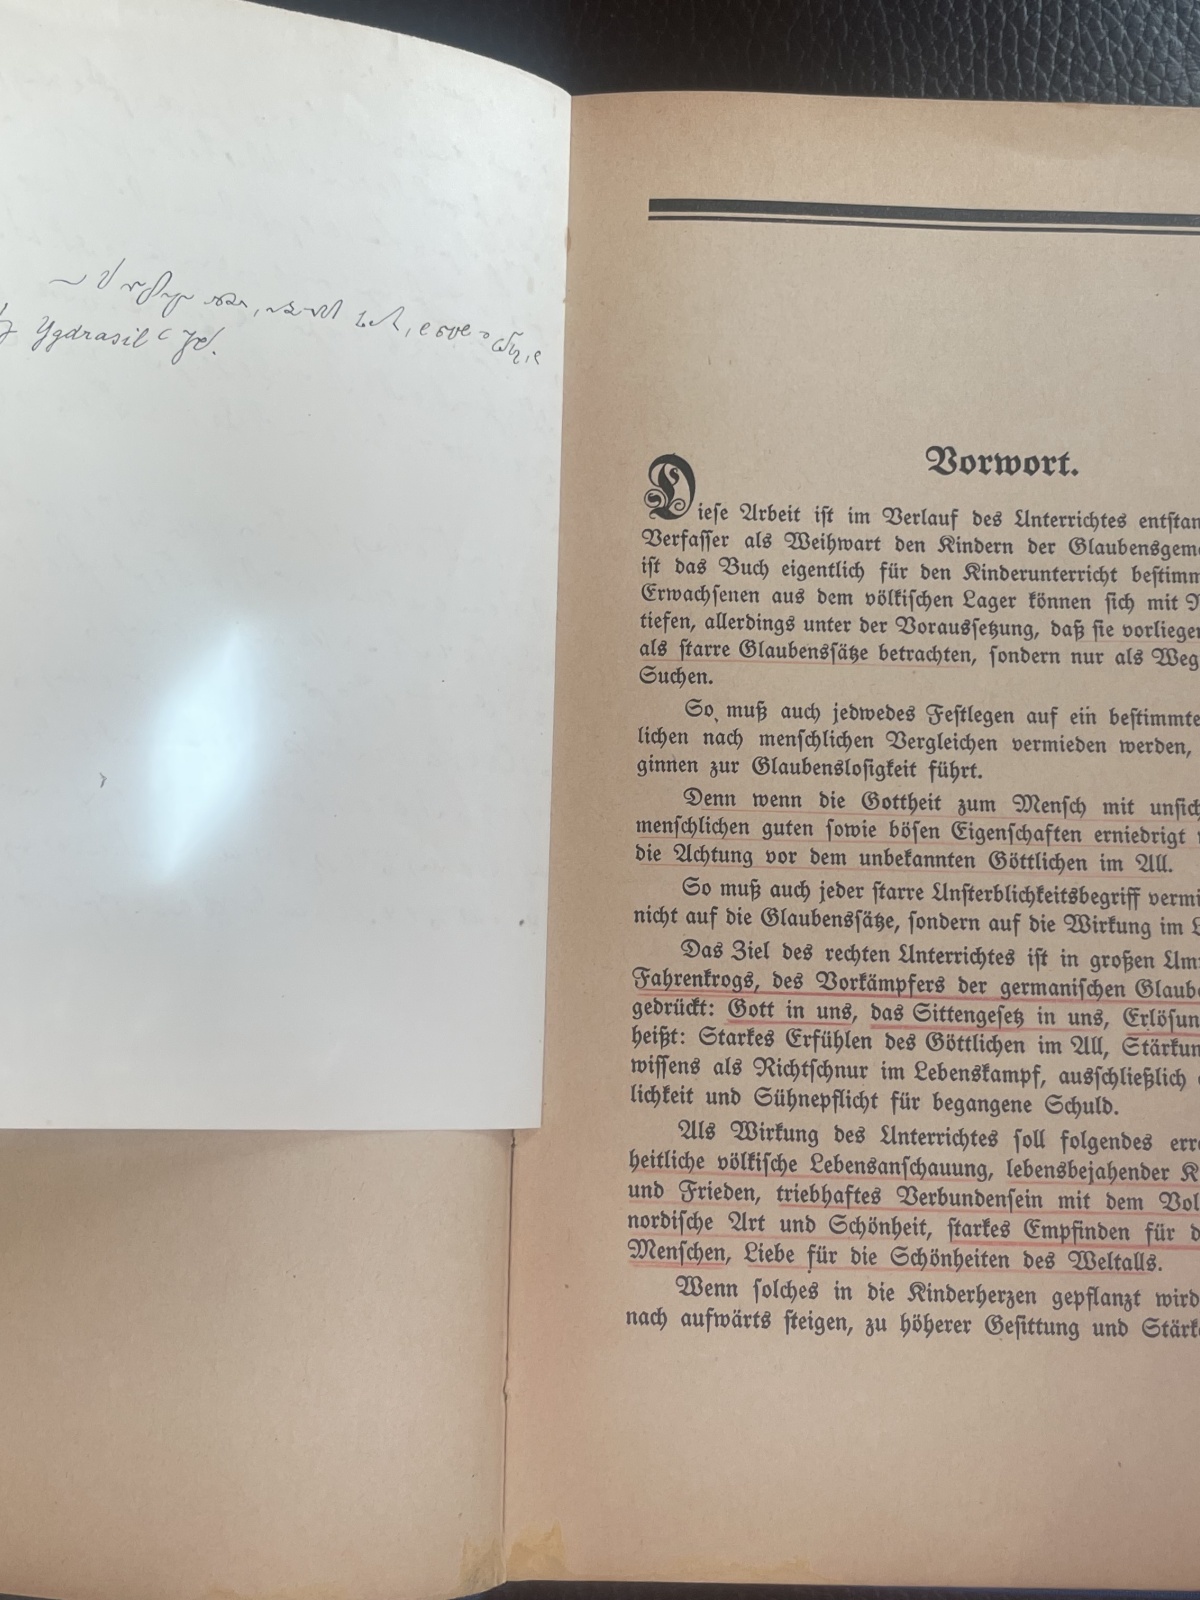 Ygdrasil
Vorwort.
Dieſe Arbeit iſt im Verlauf des Unterrichtes entſtan
Verfaſſer als Weihwart den Kindern der Glaubensgeme
iſt das Buch eigentlich für den Kinderunterricht beſtimm
Erwachſenen aus dem völkiſchen Lager können ſich mit
tiefen, allerdings unter der Vorausſetzung, daß ſie vorliegen
als ſtarre Glaubensſätze betrachten, ſondern nur als Weg
Suchen.
So muß auch jedwedes Feſtlegen auf ein beſtimmte
lichen nach menſchlichen Vergleichen vermieden werden,
ginnen zur Glaubensloſigkeit führt.
Denn wenn die Gottheit zum Menſch mit unſich
menſchlichen guten ſowie böſen Eigenſchaften erniedrigt
die Achtung vor dem unbekannten Göttlichen im All.
So muß auch jeder ſtarre Unſterblichkeitsbegriff vermi
nicht auf die Glaubensſätze, ſondern auf die Wirkung im
Das Ziel des rechten Unterrichtes iſt in großen Umr
Fahrenkrogs, des Vorkämpfers der germaniſchen Glaube
gedrückt: Gott in uns, das Sittengeſetz in uns, Erlöſun
heißt: Starkes Erfühlen des Göttlichen im All, Stärkun
wiſſens als Richtſchnur im Lebenskampf, ausſchließlich
lichkeit und Sühnepflicht für begangene Schuld.
Als Wirkung des Unterrichtes ſoll folgendes erre
heitliche völkiſche Lebensanſchauung, lebensbejahender K
und Frieden, triebhaftes Verbundenſein mit dem Vol
nordiſche Art und Schönheit, ſtarkes Empfinden für d
Menſchen, Liebe für die Schönheiten des Weltalls.
Wenn ſolches in die Kinderherzen gepflanzt wird
nach aufwärts ſteigen, zu höherer Geſittung und Stärk